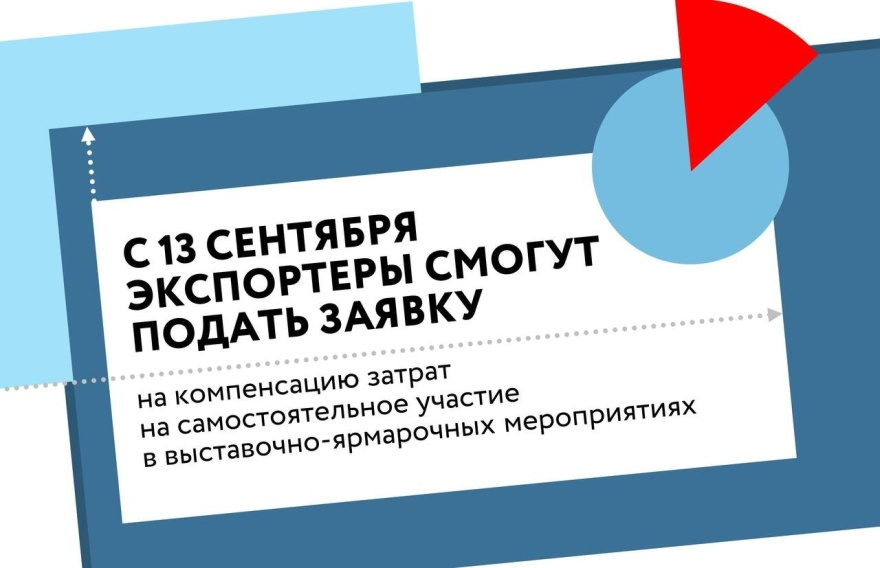 С 13 СЕНТЯБРЯ
ЭКСПОРТЕРЫ СМОГУТ
ПОДАТЬ ЗАЯВКУ
на компенсацию затрат
на самостоятельное участие
в выставочно-ярмарочных мероприятиях